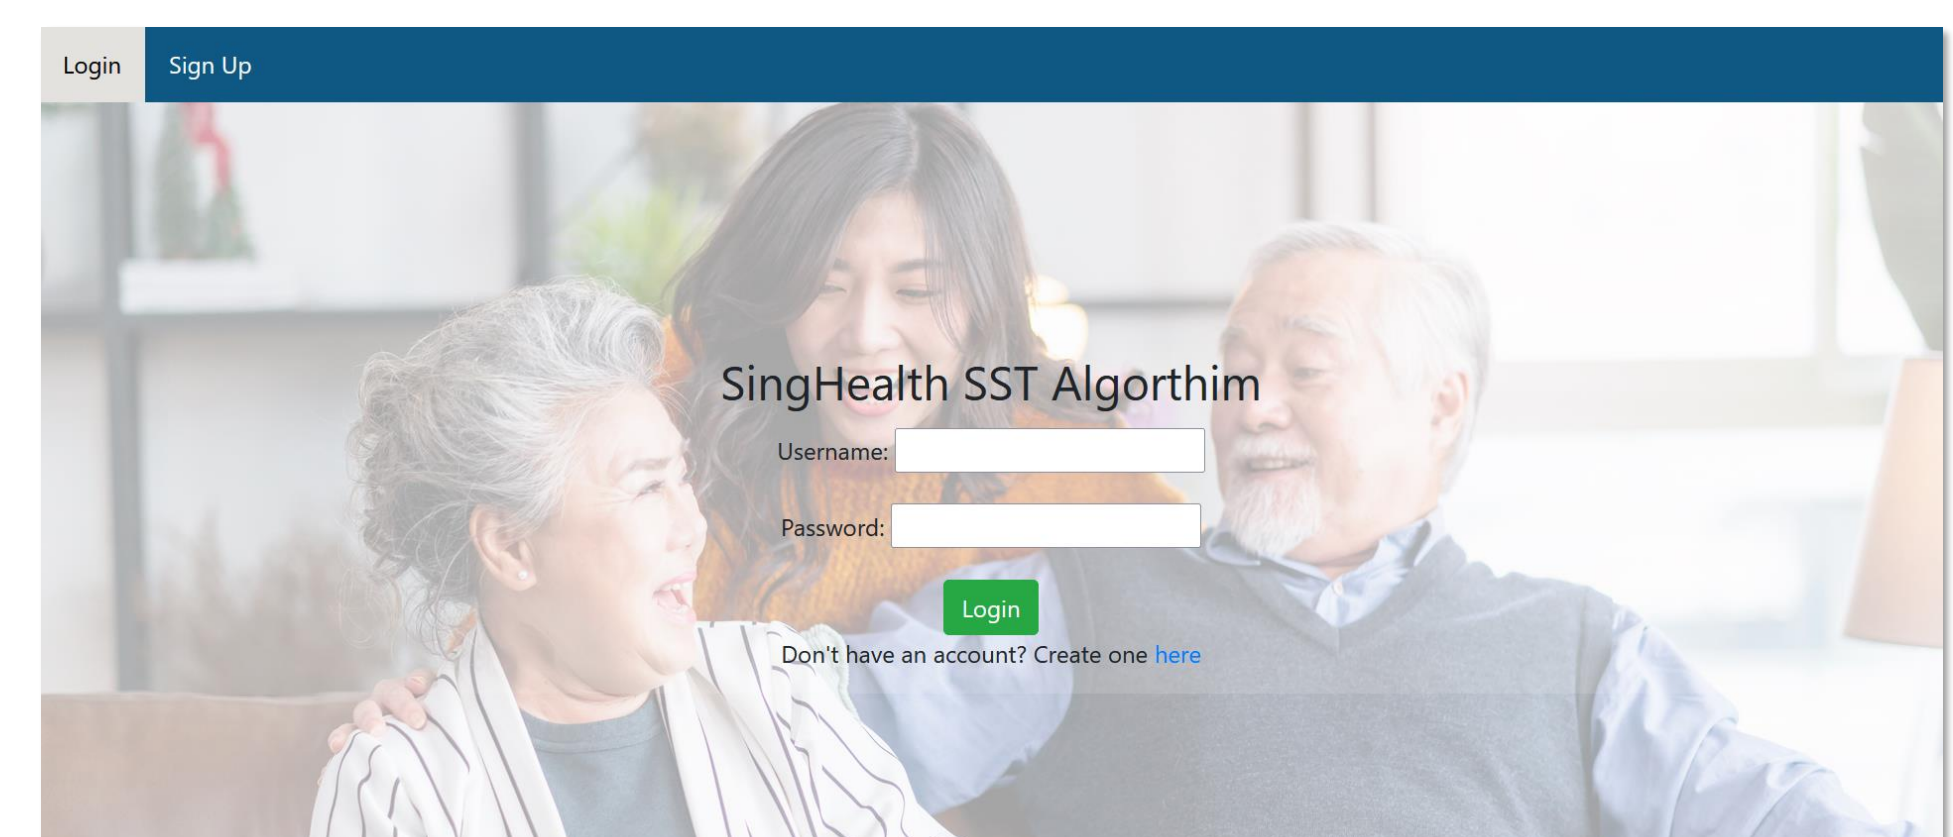 Login Sign Up
SingHealth SST Algorthim
Username:
Password:
Login
Don't have an account? Create one here